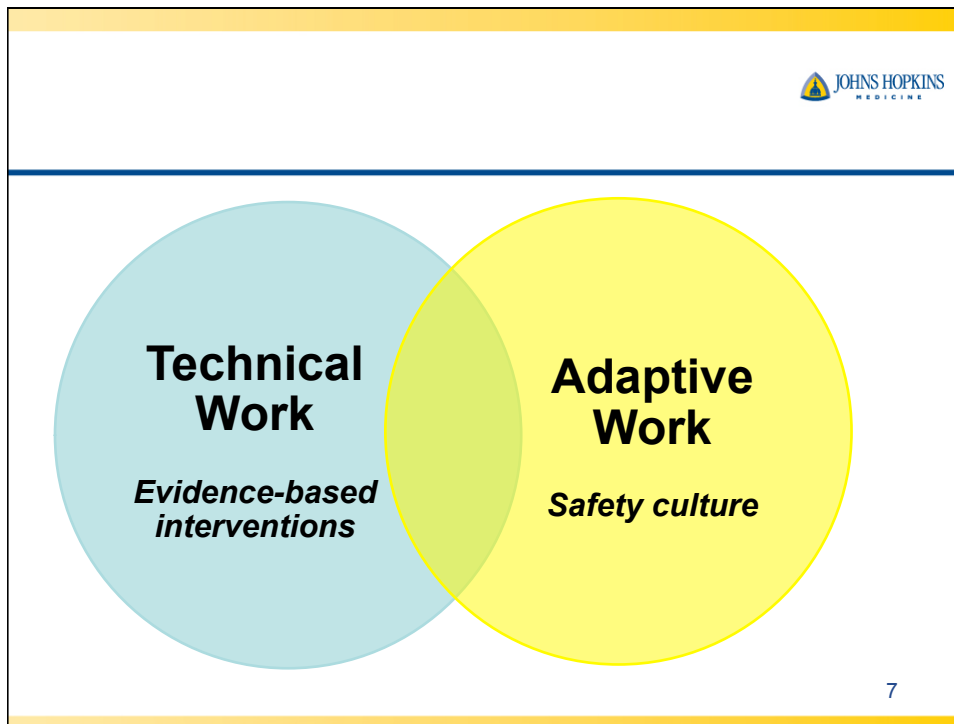 JOHNS HOPKINS
MEDICINE
Technical
Work
Evidence-based
interventions
Adaptive
Work
Safety culture
7